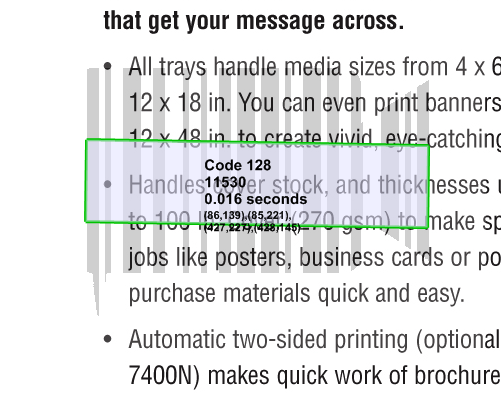 that get your message across.
• All trays handle media sizes from 4 x 6
12 x 18 in. You can even print banners
12 x 48 in. to create vivid, eye-catching
Code 128
11530
0.016 seconds
(86,139),(85,221),
(427,227),(428,145)
• Handles cover stock, and thicknesses u
to 100 (270 gsm) to make sp
jobs like posters, business cards or po
purchase materials quick and easy.
• Automatic two-sided printing (optional
7400N) makes quick work of brochure